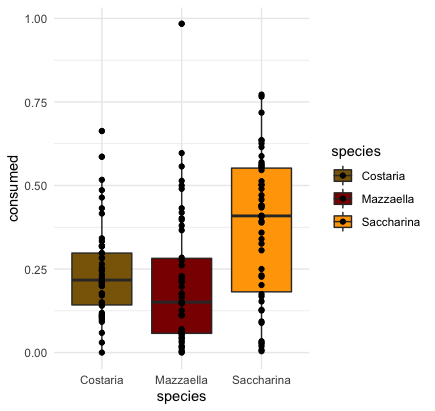 1.00
0.75
0.50
0.25
0.00
consumed
Costaria Mazzaella Saccharina
species
species
Costaria
Mazzaella
Saccharina